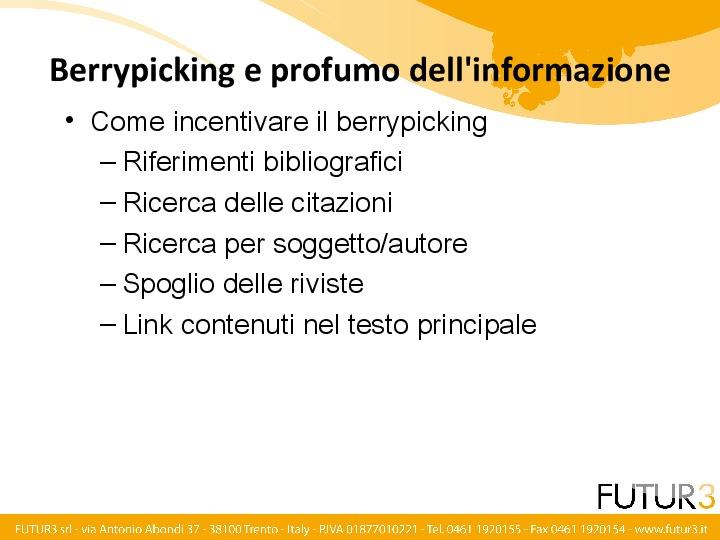 Berrypicking e profumo dell'informazione
• Come incentivare il berrypicking
– Riferimenti bibliografici
– Ricerca delle citazioni
– Ricerca per soggetto/autore
– Spoglio delle riviste
– Link contenuti nel testo principale
FUTUR3
FUTUR3 srl - via Antonio Abondi 37 - 38100 Trento - Italy - P.IVA 01877010221 - Tel. 0461 1920155 - Fax 0461 1920154 - www.futur3.it